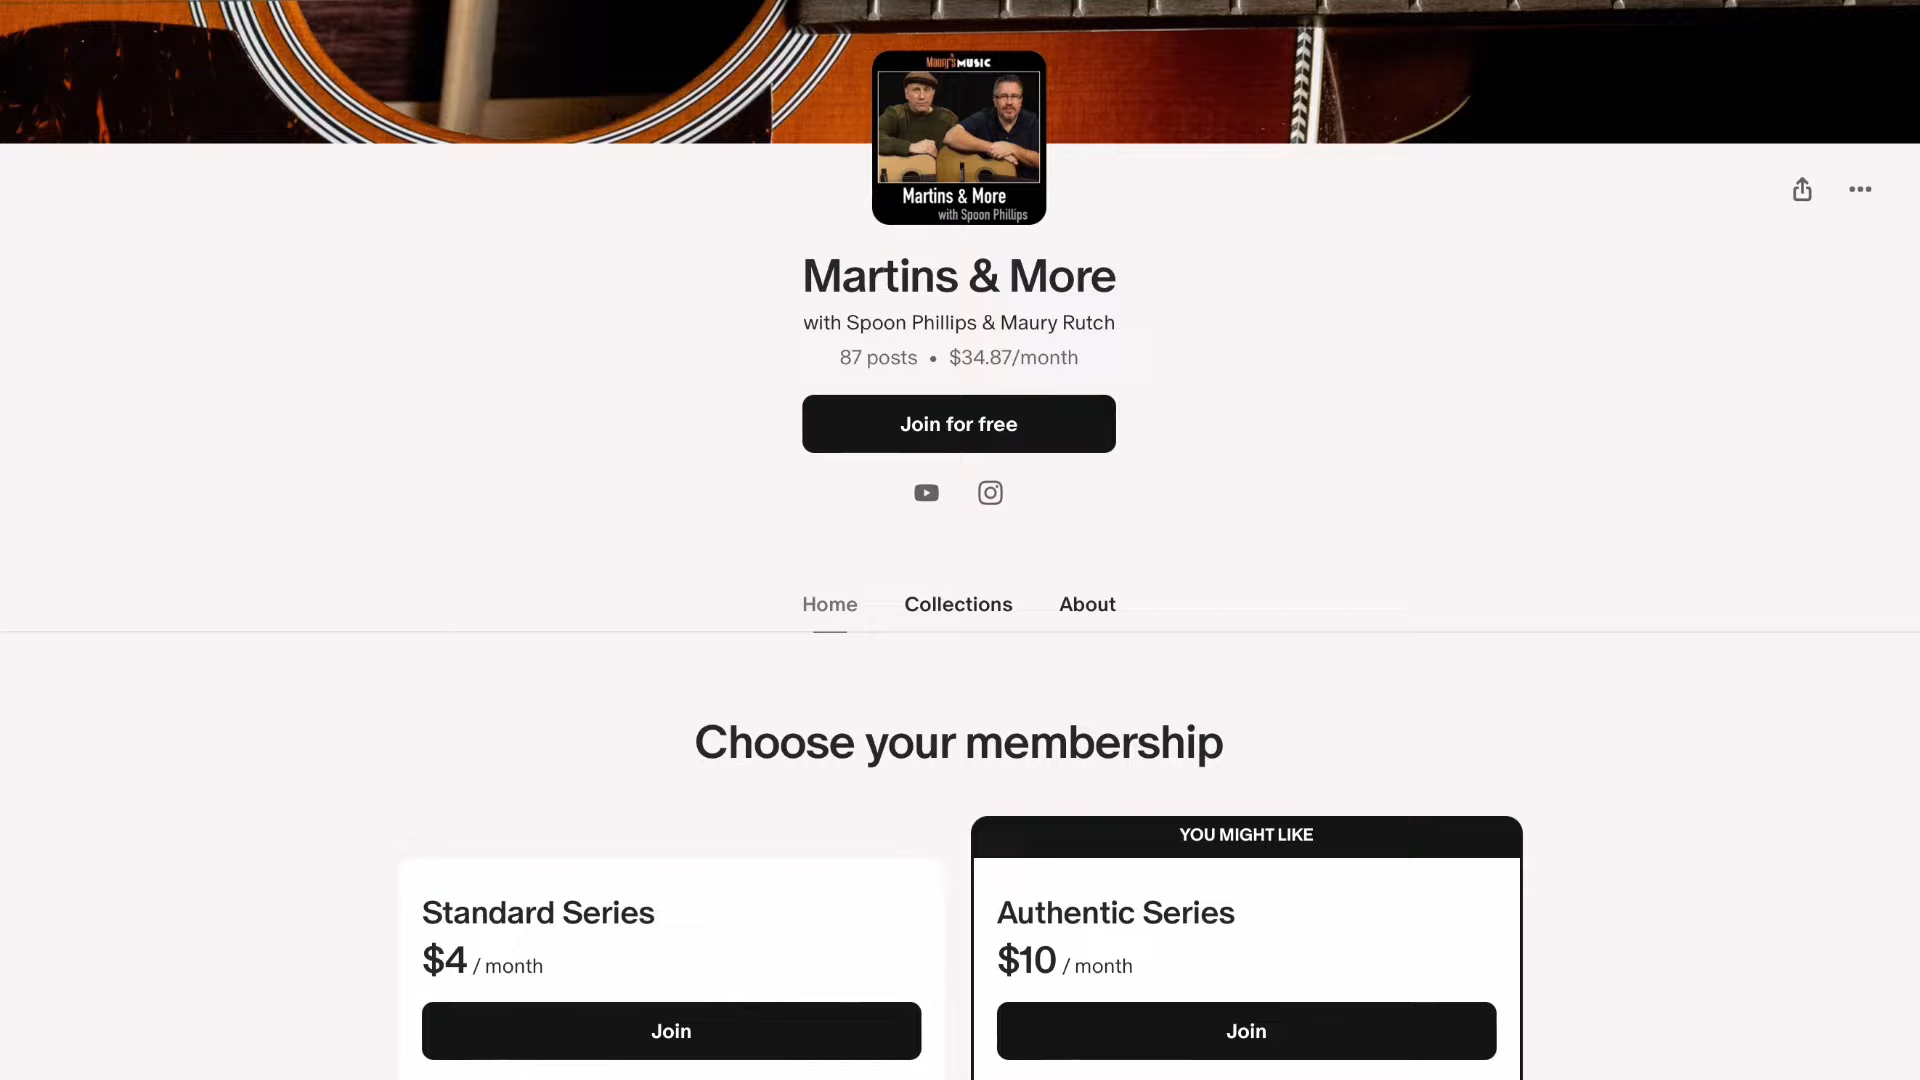 Maury's MUSIC
Martins & More
with Spoon Phillips
Martins & More
with Spoon Phillips & Maury Rutch
87 posts • $34.87/month
Join for free
Home Collections About
Choose your membership
YOU MIGHT LIKE
Standard Series
$4 / month
Join
Authentic Series
$10 / month
Join